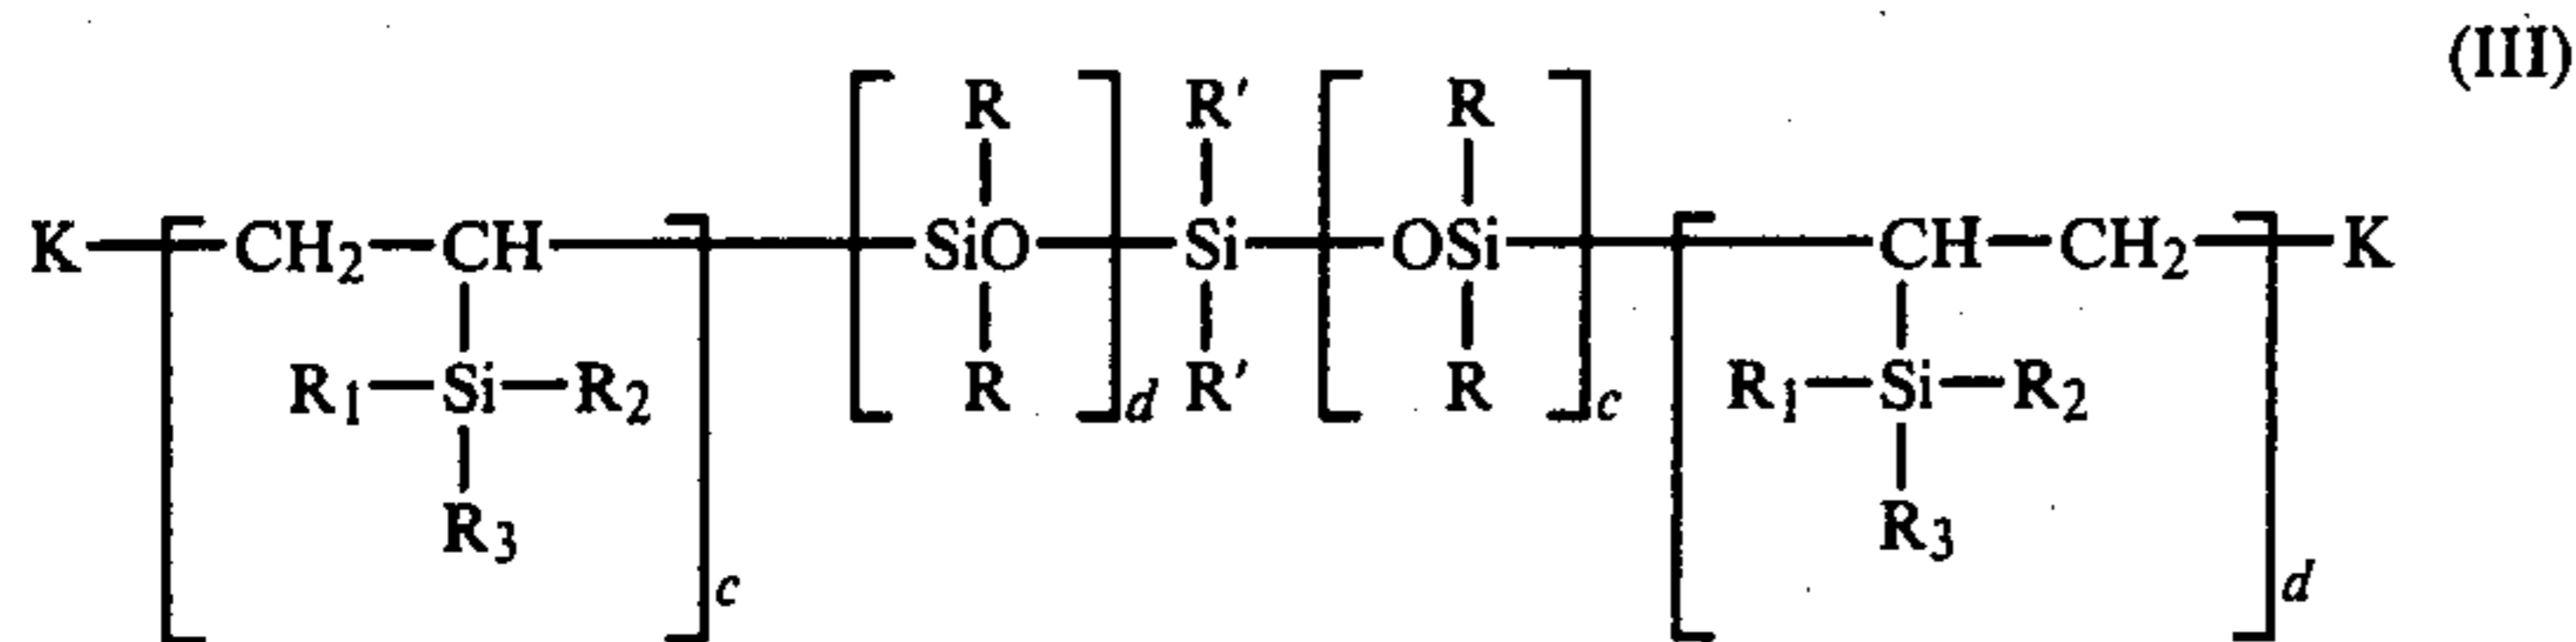 (III)
R R' R
K CH2 CH SiO Si OSi CH CH2 K
R1 Si R2 R d R' R c R1 Si R2
R3 R3
c d